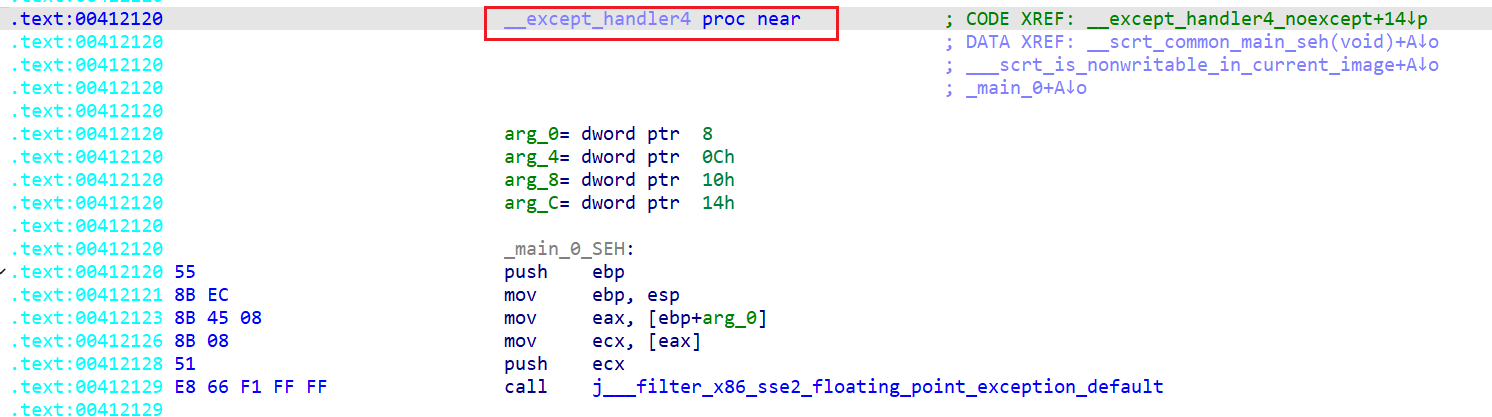 .text:00412120 __except_handler4 proc near ; CODE XREF: __except_handler4_noexcept+14↓p
.text:00412120 ; DATA XREF: __scrt_common_main_seh(void)+A↓o
.text:00412120 ; ___scrt_is_nonwritable_in_current_image+A↓o
.text:00412120 ; _main_0+A↓o
.text:00412120
.text:00412120 arg_0= dword ptr 8
.text:00412120 arg_4= dword ptr 0Ch
.text:00412120 arg_8= dword ptr 10h
.text:00412120 arg_C= dword ptr 14h
.text:00412120
.text:00412120 _main_0_SEH:
.text:00412120 55 push ebp
.text:00412121 8B EC mov ebp, esp
.text:00412123 8B 45 08 mov eax, [ebp+arg_0]
.text:00412126 8B 08 mov ecx, [eax]
.text:00412128 51 push ecx
.text:00412129 E8 66 F1 FF FF call j___filter_x86_sse2_floating_point_exception_default
.text:00412129